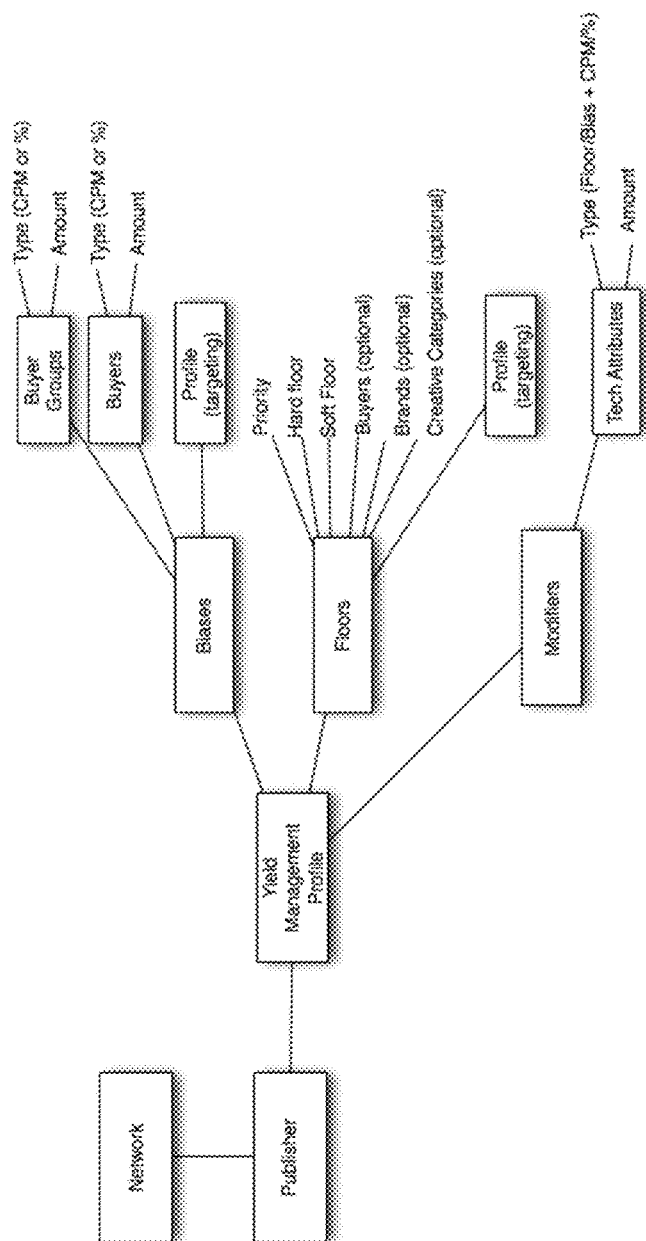 Network
Publisher
Yield
Management
Profile
Biases
Floors
Modifiers
Buyer
Groups
Type (CPM or %)
Amount
Buyers
Type (CPM or %)
Amount
Profile
(targeting)
Priority
Hard floor
Soft Floor
Buyers (optional)
Brands (optional)
Creative Categories (optional)
Profile
(targeting)
Tech Attributes
Type (Floor/Bias + CPM/%)
Amount